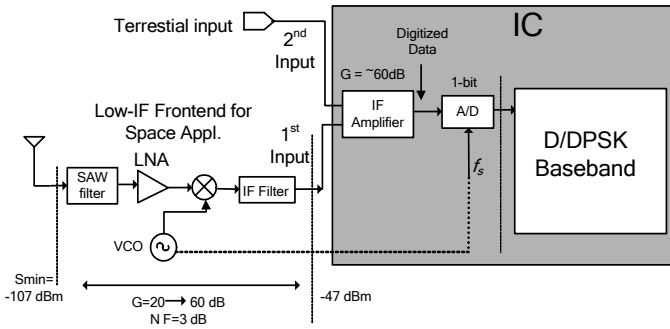 Terrestial input
2nd
Input
IC
Digitized
Data
G = ~60dB
1-bit
IF
Amplifier
A/D
D/DPSK
Baseband
Low-IF Frontend for
Space Appl.
1st
Input
LNA
SAW
filter
IF Filter
fs
VCO
Smin=
-107 dBm
G=20→60 dB
N F=3 dB
-47 dBm